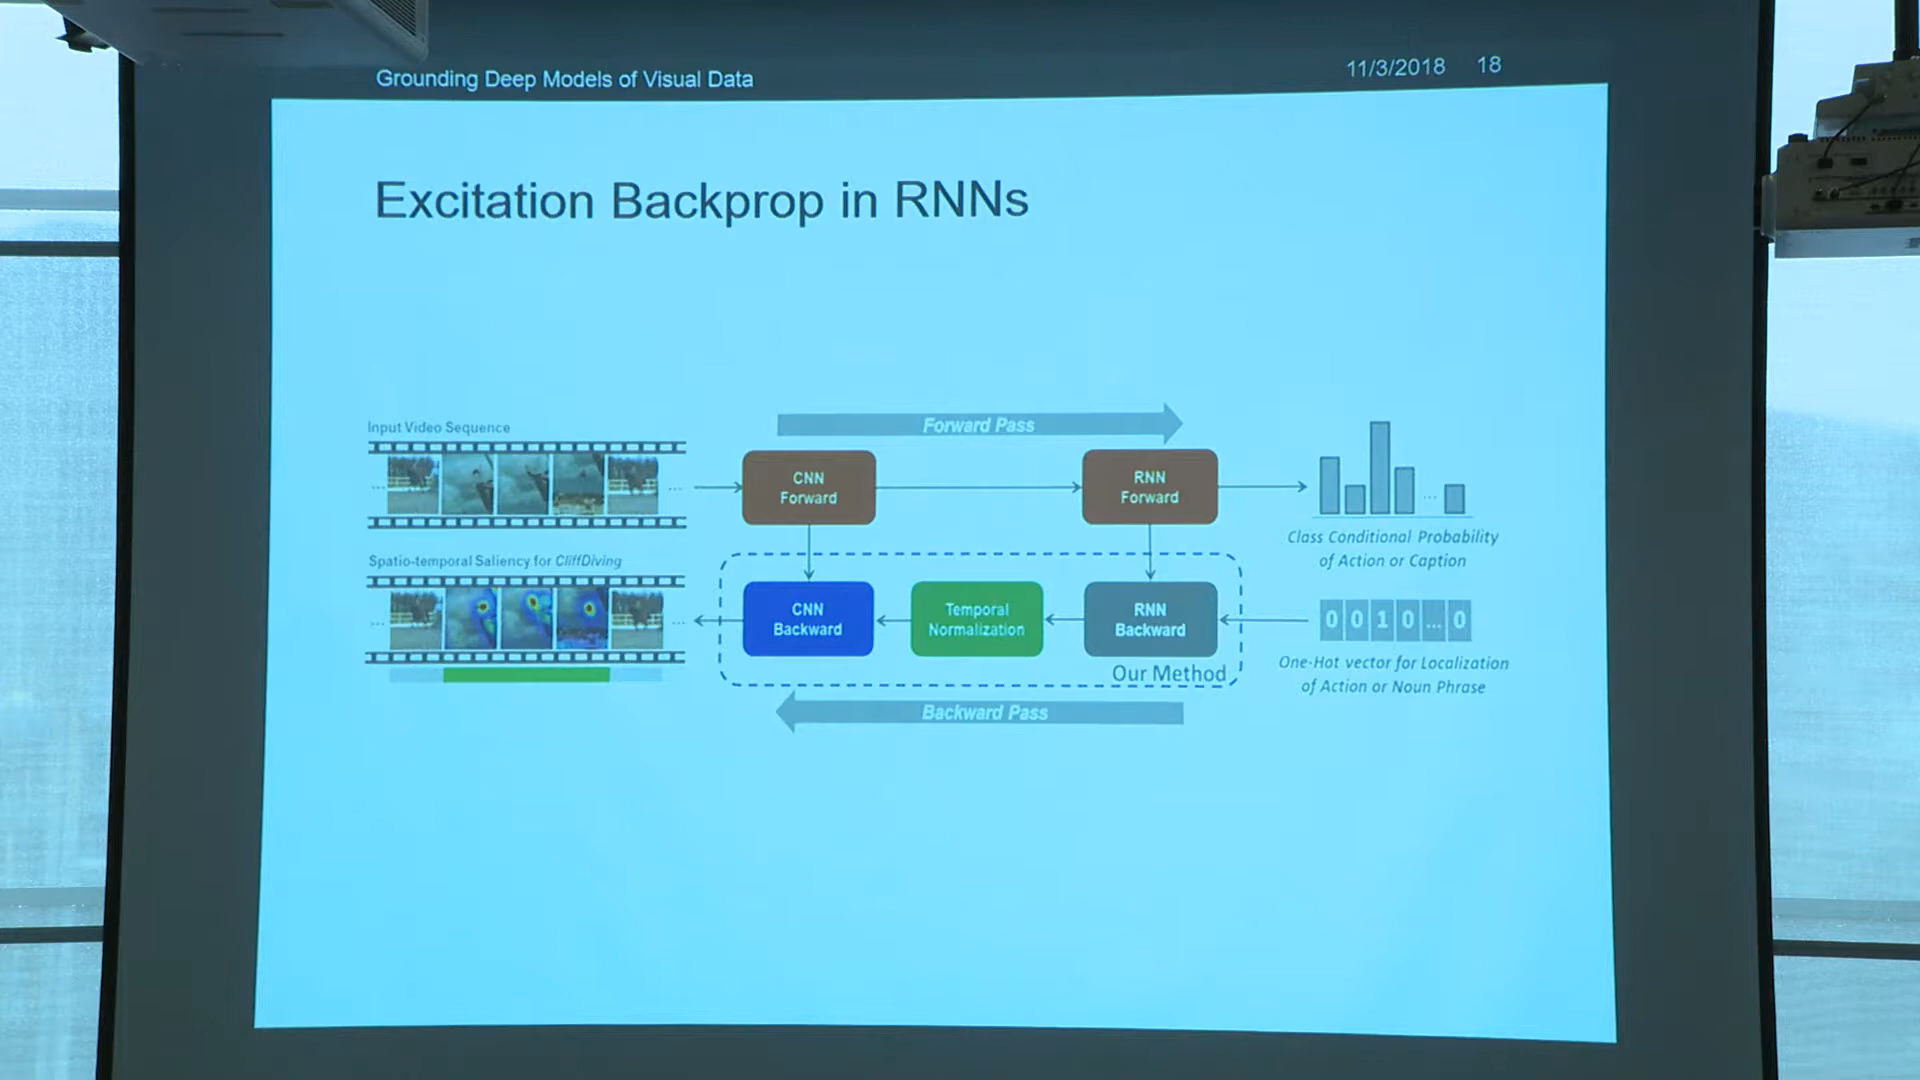 Grounding Deep Models of Visual Data
11/3/2018 18
Excitation Backprop in RNNs
Input Video Sequence
Forward Pass
... ...
CNN
Forward
RNN
Forward
...
Class Conditional Probability
of Action or Caption
Spatio-temporal Saliency for CliffDiving
... ...
CNN
Backward
Temporal
Normalization
RNN
Backward
Our Method
0 0 1 0 ... 0
One-Hot vector for Localization
of Action or Noun Phrase
Backward Pass